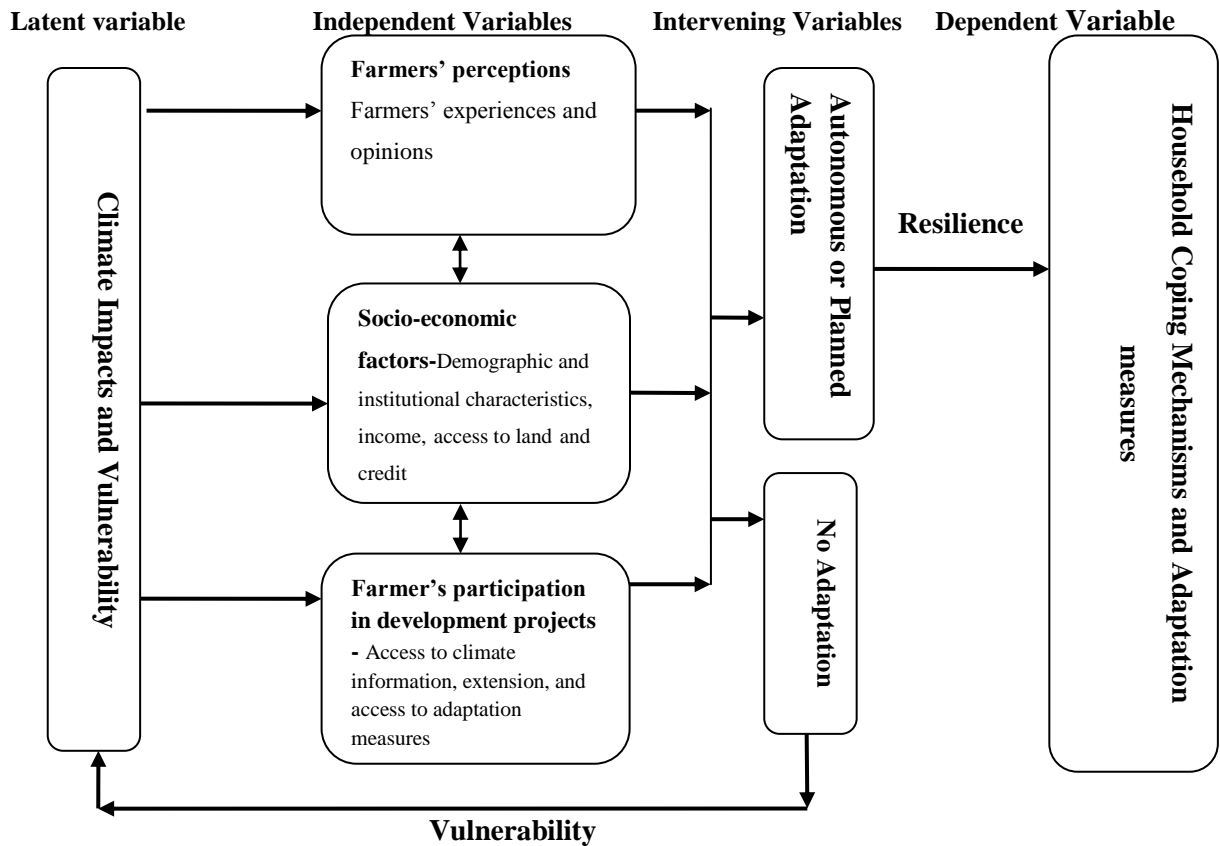 Latent variable
Independent Variables
Intervening Variables
Dependent Variable
Climate Impacts and Vulnerability
Farmers’ perceptions
Farmers’ experiences and
opinions
Socio-economic
factors-Demographic and
institutional characteristics,
income, access to land and
credit
Farmer’s participation
in development projects
- Access to climate
information, extension, and
access to adaptation
measures
Autonomous or Planned
Adaptation
No Adaptation
Resilience
Household Coping Mechanisms and Adaptation
measures
Vulnerability